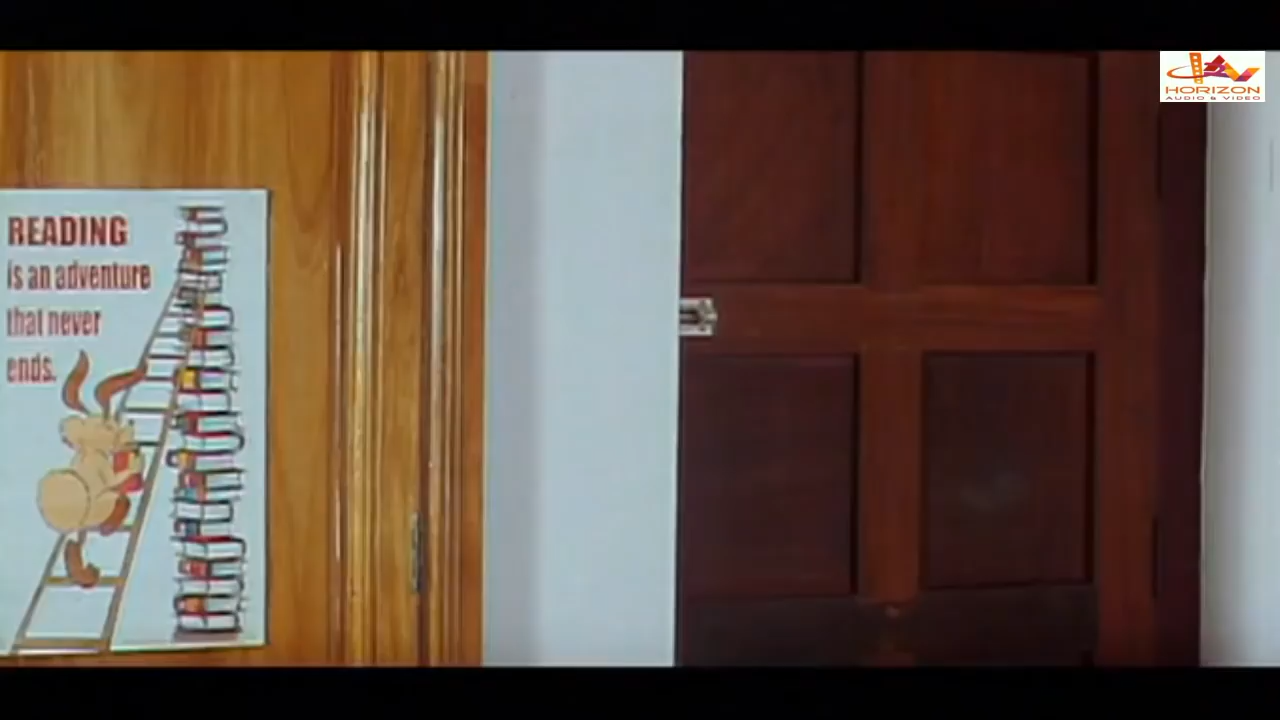 READING
is an adventure
that never
ends.
HORIZON
AUDIO & VIDEO